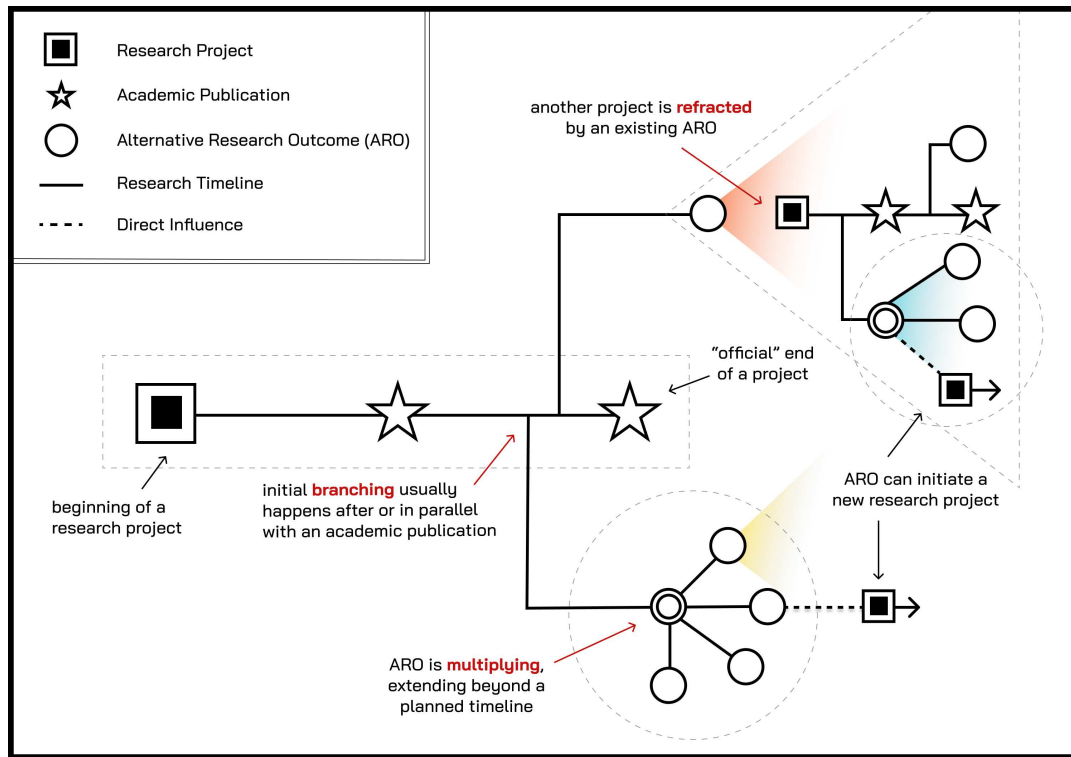 Research Project
Academic Publication
Alternative Research Outcome (ARO)
Research Timeline
Direct Influence
another project is refracted
by an existing ARO
"official" end
of a project
beginning of a
research project
initial branching usually
happens after or in parallel
with an academic publication
ARO can initiate a
new research project
ARO is multiplying,
extending beyond a
planned timeline